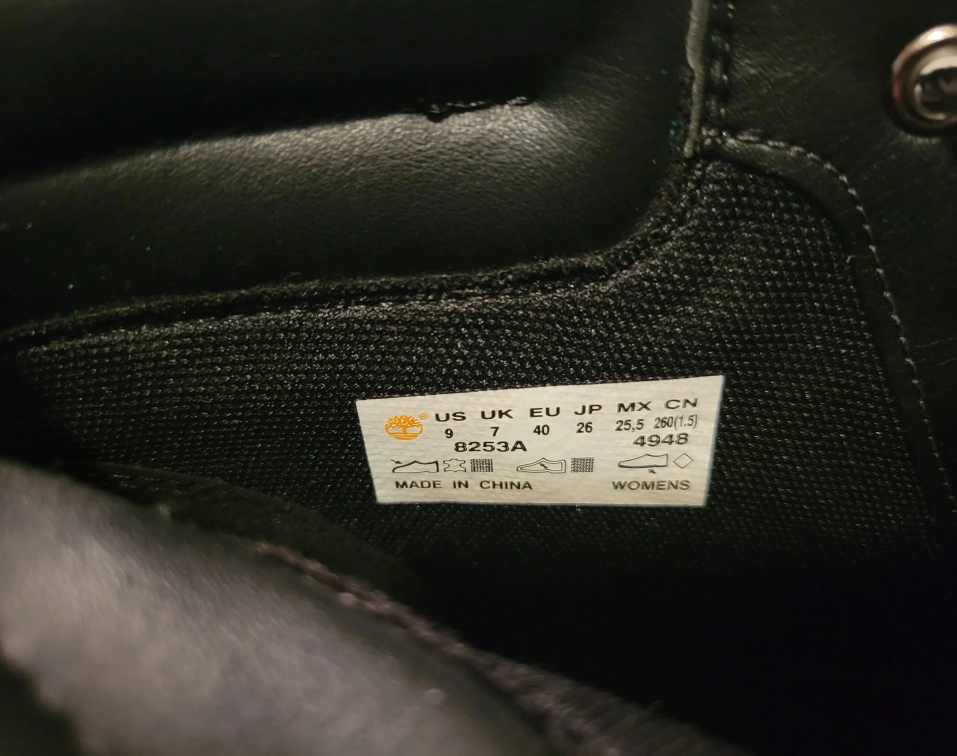 US UK EU JP MX CN
9 7 40 26 25,5 260(1.5)
8253A 4948
MADE IN CHINA WOMENS